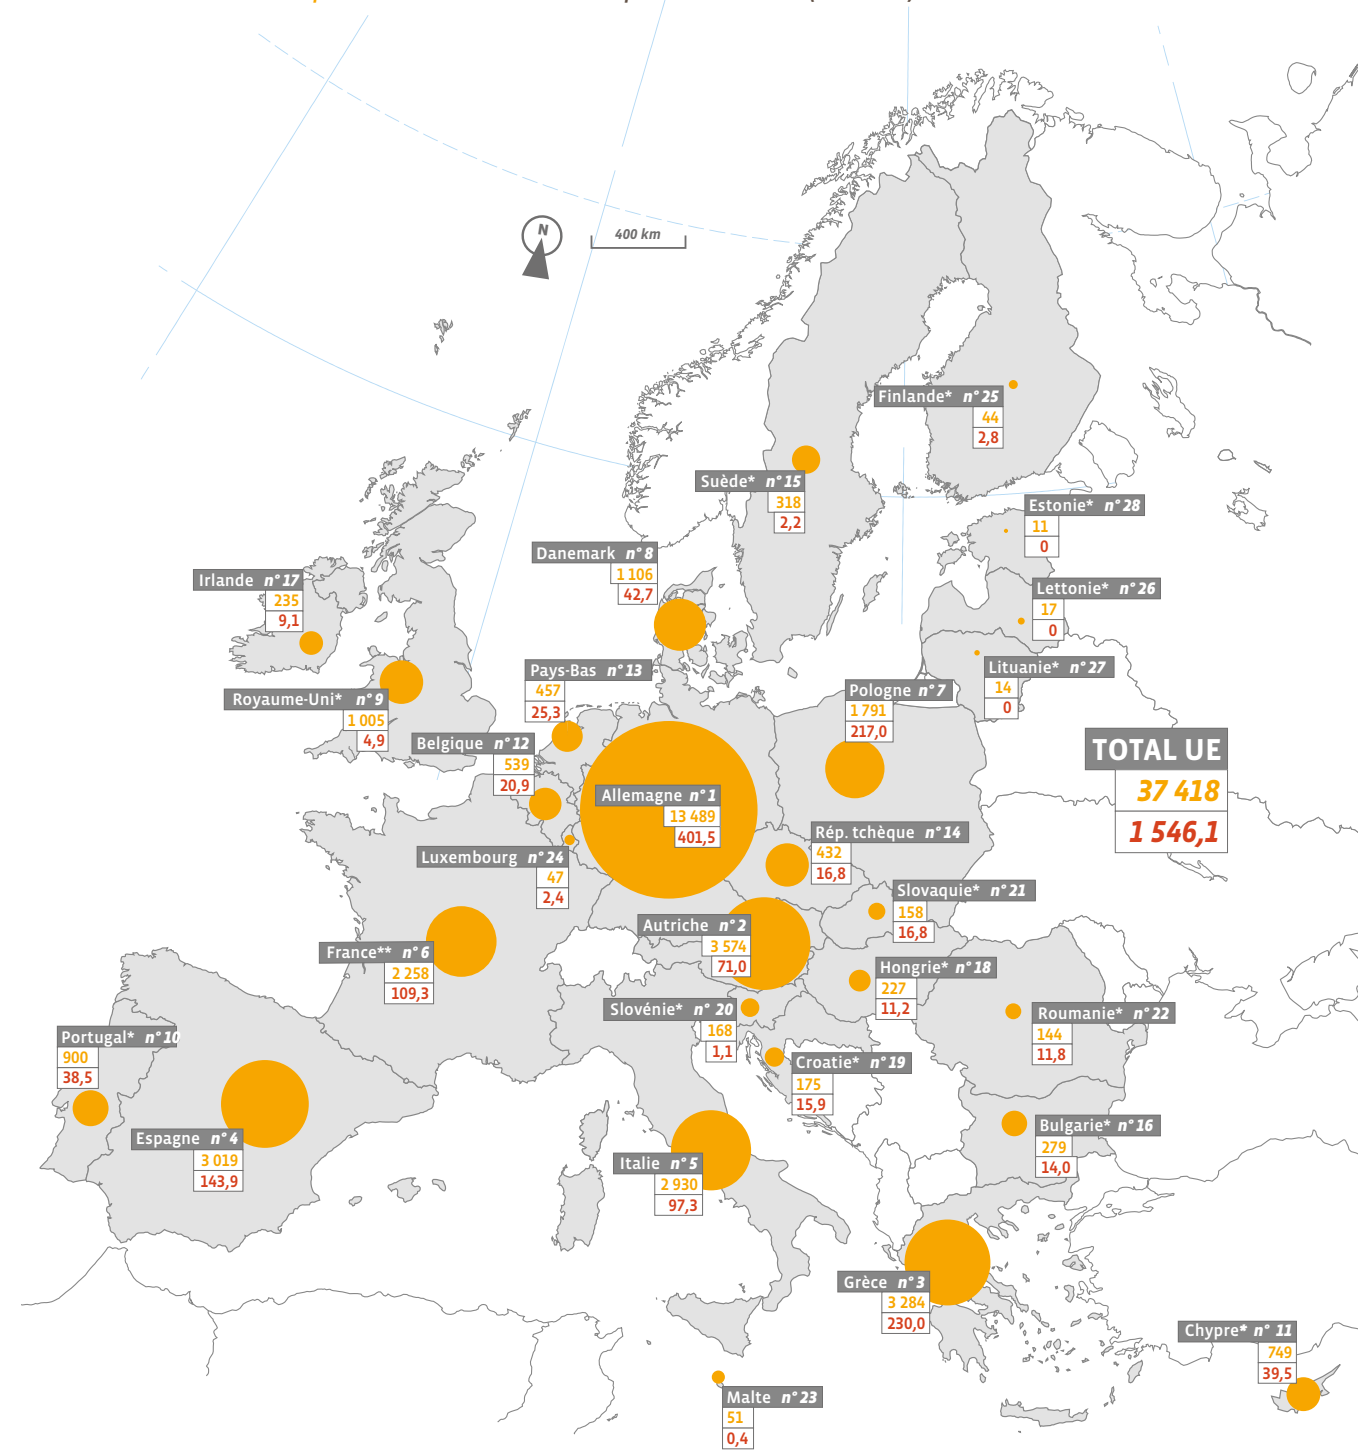 N
400 km
Finlande* n° 25
44
2,8
Suède* n° 15
318
2,2
Estonie* n° 28
11
0
Danemark n° 8
1 106
42,7
Irlande n° 17
235
9,1
Lettonie* n° 26
17
0
Lituanie* n° 27
14
0
Pays-Bas n° 13
457
25,3
Royaume-Uni* n° 9
1 005
4,9
Pologne n° 7
1 791
217,0
Belgique n° 12
539
20,9
TOTAL UE
37 418
1 546,1
Allemagne n° 1
13 489
401,5
Rép. tchèque n° 14
432
16,8
Luxembourg n° 24
47
2,4
Slovaquie* n° 21
158
16,8
Autriche n° 2
3 574
71,0
France** n° 6
2 258
109,3
Hongrie* n° 18
227
11,2
Slovénie* n° 20
168
1,1
Roumanie* n° 22
144
11,8
Portugal* n° 10
900
38,5
Croatie* n° 19
175
15,9
Bulgarie* n° 16
279
14,0
Espagne n° 4
3 019
143,9
Italie n° 5
2 930
97,3
Grèce n° 3
3 284
230,0
Chypre* n° 11
749
39,5
Malte n° 23
51
0,4